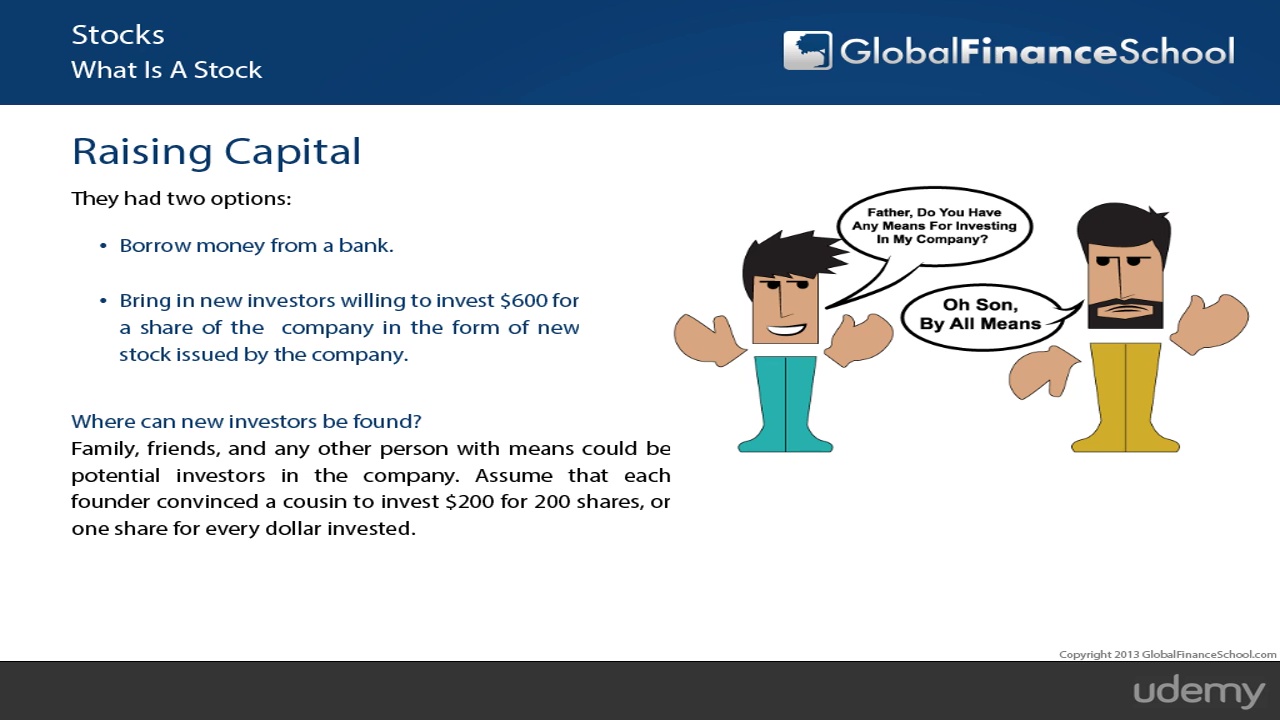 Stocks
What Is A Stock
GlobalFinanceSchool
Raising Capital
They had two options:
• Borrow money from a bank.
• Bring in new investors willing to invest $600 for
a share of the company in the form of new
stock issued by the company.
Where can new investors be found?
Family, friends, and any other person with means could be
potential investors in the company. Assume that each
founder convinced a cousin to invest $200 for 200 shares, or
one share for every dollar invested.
Father, Do You Have
Any Means For Investing
In My Company?
Oh Son,
By All Means
Copyright 2013 GlobalFinanceSchool.com
udemy